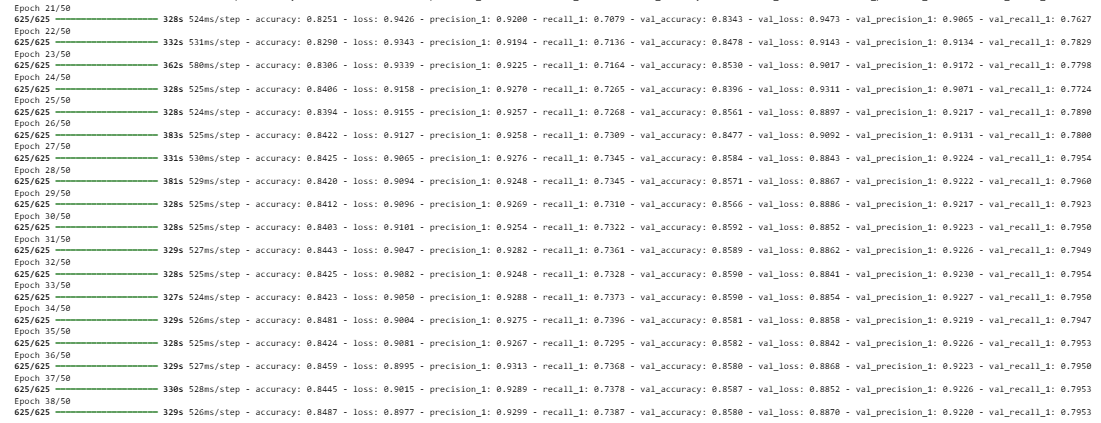 Epoch 21/50
625/625 ━━━━━━━━━━━━━━━━━━━━ 328s 524ms/step - accuracy: 0.8251 - loss: 0.9426 - precision_1: 0.9200 - recall_1: 0.7079 - val_accuracy: 0.8343 - val_loss: 0.9473 - val_precision_1: 0.9065 - val_recall_1: 0.7627
Epoch 22/50
625/625 ━━━━━━━━━━━━━━━━━━━━ 332s 531ms/step - accuracy: 0.8290 - loss: 0.9343 - precision_1: 0.9194 - recall_1: 0.7136 - val_accuracy: 0.8478 - val_loss: 0.9143 - val_precision_1: 0.9134 - val_recall_1: 0.7829
Epoch 23/50
625/625 ━━━━━━━━━━━━━━━━━━━━ 362s 580ms/step - accuracy: 0.8306 - loss: 0.9339 - precision_1: 0.9225 - recall_1: 0.7164 - val_accuracy: 0.8530 - val_loss: 0.9017 - val_precision_1: 0.9172 - val_recall_1: 0.7798
Epoch 24/50
625/625 ━━━━━━━━━━━━━━━━━━━━ 328s 525ms/step - accuracy: 0.8406 - loss: 0.9158 - precision_1: 0.9270 - recall_1: 0.7265 - val_accuracy: 0.8396 - val_loss: 0.9311 - val_precision_1: 0.9071 - val_recall_1: 0.7724
Epoch 25/50
625/625 ━━━━━━━━━━━━━━━━━━━━ 328s 524ms/step - accuracy: 0.8394 - loss: 0.9155 - precision_1: 0.9257 - recall_1: 0.7268 - val_accuracy: 0.8561 - val_loss: 0.8897 - val_precision_1: 0.9217 - val_recall_1: 0.7890
Epoch 26/50
625/625 ━━━━━━━━━━━━━━━━━━━━ 383s 525ms/step - accuracy: 0.8422 - loss: 0.9127 - precision_1: 0.9258 - recall_1: 0.7309 - val_accuracy: 0.8477 - val_loss: 0.9092 - val_precision_1: 0.9131 - val_recall_1: 0.7800
Epoch 27/50
625/625 ━━━━━━━━━━━━━━━━━━━━ 331s 530ms/step - accuracy: 0.8425 - loss: 0.9065 - precision_1: 0.9276 - recall_1: 0.7345 - val_accuracy: 0.8584 - val_loss: 0.8843 - val_precision_1: 0.9224 - val_recall_1: 0.7954
Epoch 28/50
625/625 ━━━━━━━━━━━━━━━━━━━━ 381s 529ms/step - accuracy: 0.8420 - loss: 0.9094 - precision_1: 0.9248 - recall_1: 0.7345 - val_accuracy: 0.8571 - val_loss: 0.8867 - val_precision_1: 0.9222 - val_recall_1: 0.7960
Epoch 29/50
625/625 ━━━━━━━━━━━━━━━━━━━━ 328s 525ms/step - accuracy: 0.8412 - loss: 0.9096 - precision_1: 0.9269 - recall_1: 0.7310 - val_accuracy: 0.8566 - val_loss: 0.8886 - val_precision_1: 0.9217 - val_recall_1: 0.7923
Epoch 30/50
625/625 ━━━━━━━━━━━━━━━━━━━━ 328s 525ms/step - accuracy: 0.8403 - loss: 0.9101 - precision_1: 0.9254 - recall_1: 0.7322 - val_accuracy: 0.8592 - val_loss: 0.8852 - val_precision_1: 0.9223 - val_recall_1: 0.7950
Epoch 31/50
625/625 ━━━━━━━━━━━━━━━━━━━━ 329s 527ms/step - accuracy: 0.8443 - loss: 0.9047 - precision_1: 0.9282 - recall_1: 0.7361 - val_accuracy: 0.8589 - val_loss: 0.8862 - val_precision_1: 0.9226 - val_recall_1: 0.7949
Epoch 32/50
625/625 ━━━━━━━━━━━━━━━━━━━━ 328s 525ms/step - accuracy: 0.8425 - loss: 0.9082 - precision_1: 0.9248 - recall_1: 0.7328 - val_accuracy: 0.8590 - val_loss: 0.8841 - val_precision_1: 0.9230 - val_recall_1: 0.7954
Epoch 33/50
625/625 ━━━━━━━━━━━━━━━━━━━━ 327s 524ms/step - accuracy: 0.8423 - loss: 0.9050 - precision_1: 0.9288 - recall_1: 0.7373 - val_accuracy: 0.8590 - val_loss: 0.8854 - val_precision_1: 0.9227 - val_recall_1: 0.7950
Epoch 34/50
625/625 ━━━━━━━━━━━━━━━━━━━━ 329s 526ms/step - accuracy: 0.8481 - loss: 0.9004 - precision_1: 0.9275 - recall_1: 0.7396 - val_accuracy: 0.8581 - val_loss: 0.8858 - val_precision_1: 0.9219 - val_recall_1: 0.7947
Epoch 35/50
625/625 ━━━━━━━━━━━━━━━━━━━━ 328s 525ms/step - accuracy: 0.8424 - loss: 0.9081 - precision_1: 0.9267 - recall_1: 0.7295 - val_accuracy: 0.8582 - val_loss: 0.8842 - val_precision_1: 0.9226 - val_recall_1: 0.7953
Epoch 36/50
625/625 ━━━━━━━━━━━━━━━━━━━━ 329s 527ms/step - accuracy: 0.8459 - loss: 0.8995 - precision_1: 0.9313 - recall_1: 0.7368 - val_accuracy: 0.8580 - val_loss: 0.8868 - val_precision_1: 0.9223 - val_recall_1: 0.7950
Epoch 37/50
625/625 ━━━━━━━━━━━━━━━━━━━━ 330s 528ms/step - accuracy: 0.8445 - loss: 0.9015 - precision_1: 0.9289 - recall_1: 0.7378 - val_accuracy: 0.8587 - val_loss: 0.8852 - val_precision_1: 0.9226 - val_recall_1: 0.7953
Epoch 38/50
625/625 ━━━━━━━━━━━━━━━━━━━━ 329s 526ms/step - accuracy: 0.8487 - loss: 0.8977 - precision_1: 0.9299 - recall_1: 0.7387 - val_accuracy: 0.8580 - val_loss: 0.8870 - val_precision_1: 0.9220 - val_recall_1: 0.7953